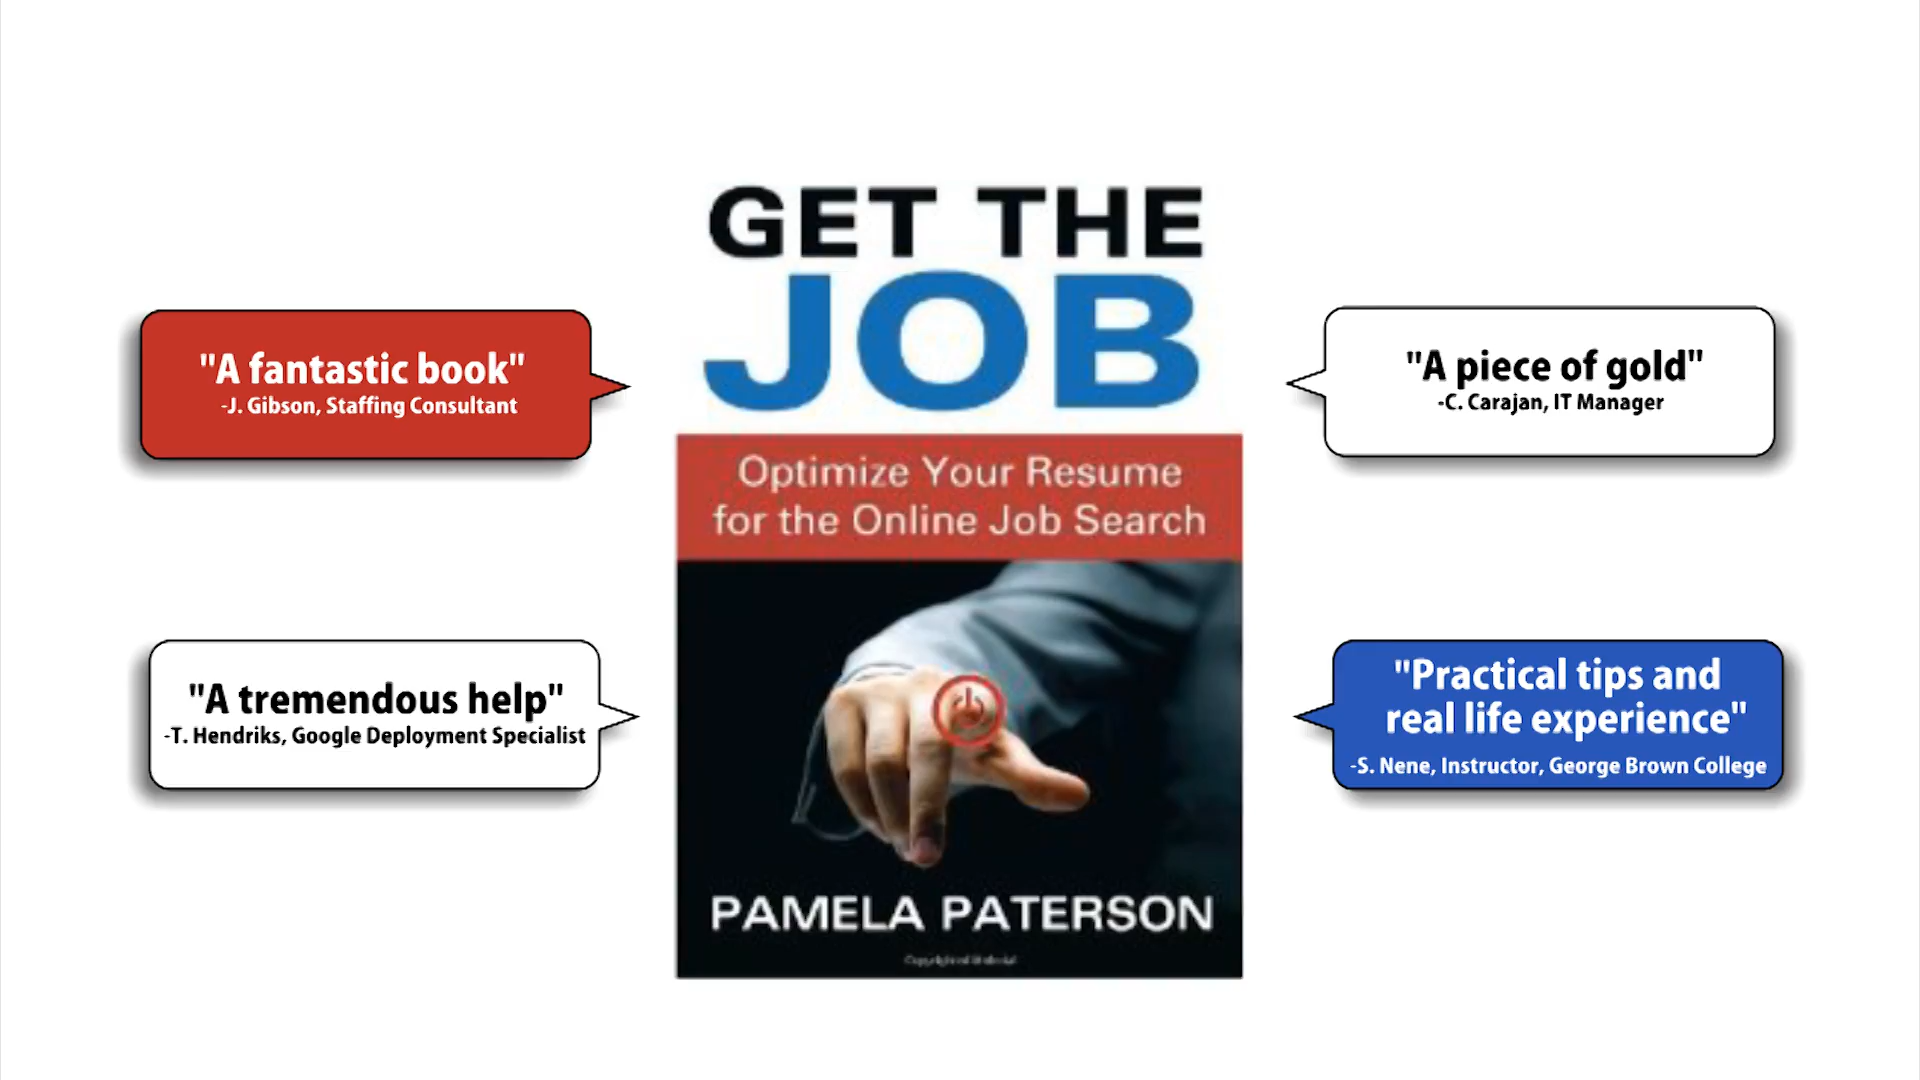 GET THE
JOB
Optimize Your Resume
for the Online Job Search
PAMELA PATERSON
Copyrighted Material
"A fantastic book"
-J. Gibson, Staffing Consultant
"A tremendous help"
-T. Hendriks, Google Deployment Specialist
"A piece of gold"
-C. Carajan, IT Manager
"Practical tips and
real life experience"
-S. Nene, Instructor, George Brown College